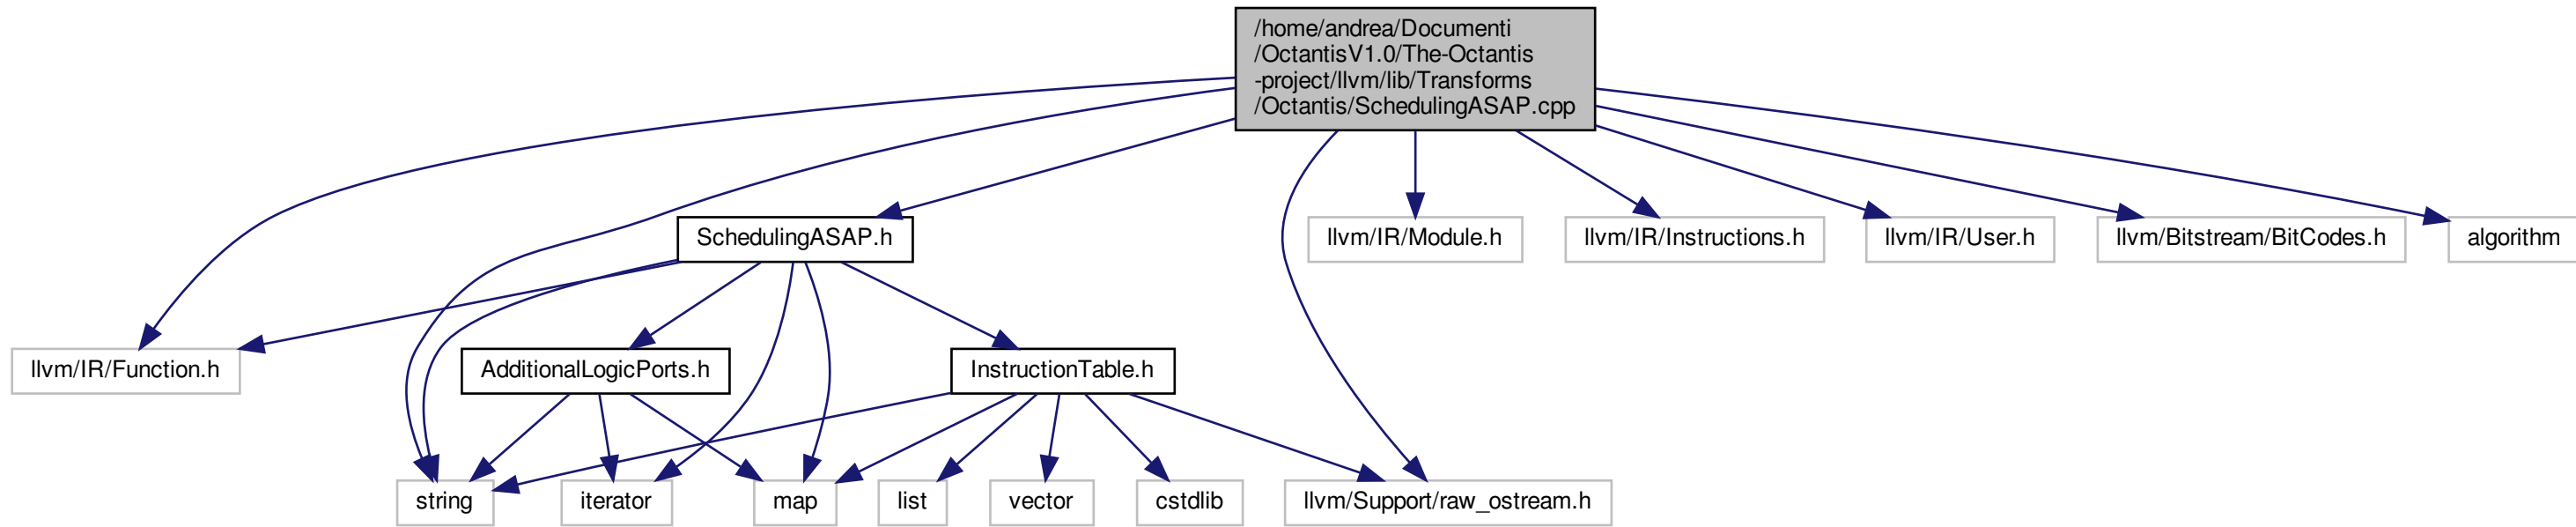 /home/andrea/Documenti
/OctantisV1.0/The-Octantis
-project/llvm/lib/Transforms
/Octantis/SchedulingASAP.cpp
SchedulingASAP.h
llvm/IR/Module.h
llvm/IR/Instructions.h
llvm/IR/User.h
llvm/Bitstream/BitCodes.h
algorithm
llvm/IR/Function.h
AdditionalLogicPorts.h
InstructionTable.h
string
iterator
map
list
vector
cstdlib
llvm/Support/raw_ostream.h